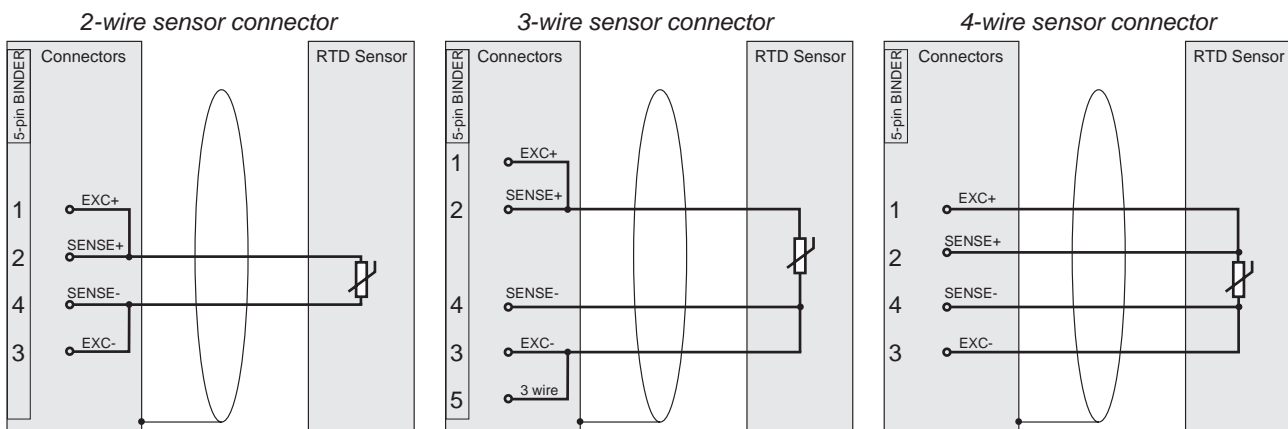 2-wire sensor connector
5-pin BINDER
Connectors
RTD Sensor
1
EXC+
2
SENSE+
4
SENSE-
3
EXC-
3-wire sensor connector
5-pin BINDER
Connectors
RTD Sensor
1
EXC+
2
SENSE+
4
SENSE-
3
EXC-
5
3 wire
4-wire sensor connector
5-pin BINDER
Connectors
RTD Sensor
1
EXC+
2
SENSE+
4
SENSE-
3
EXC-